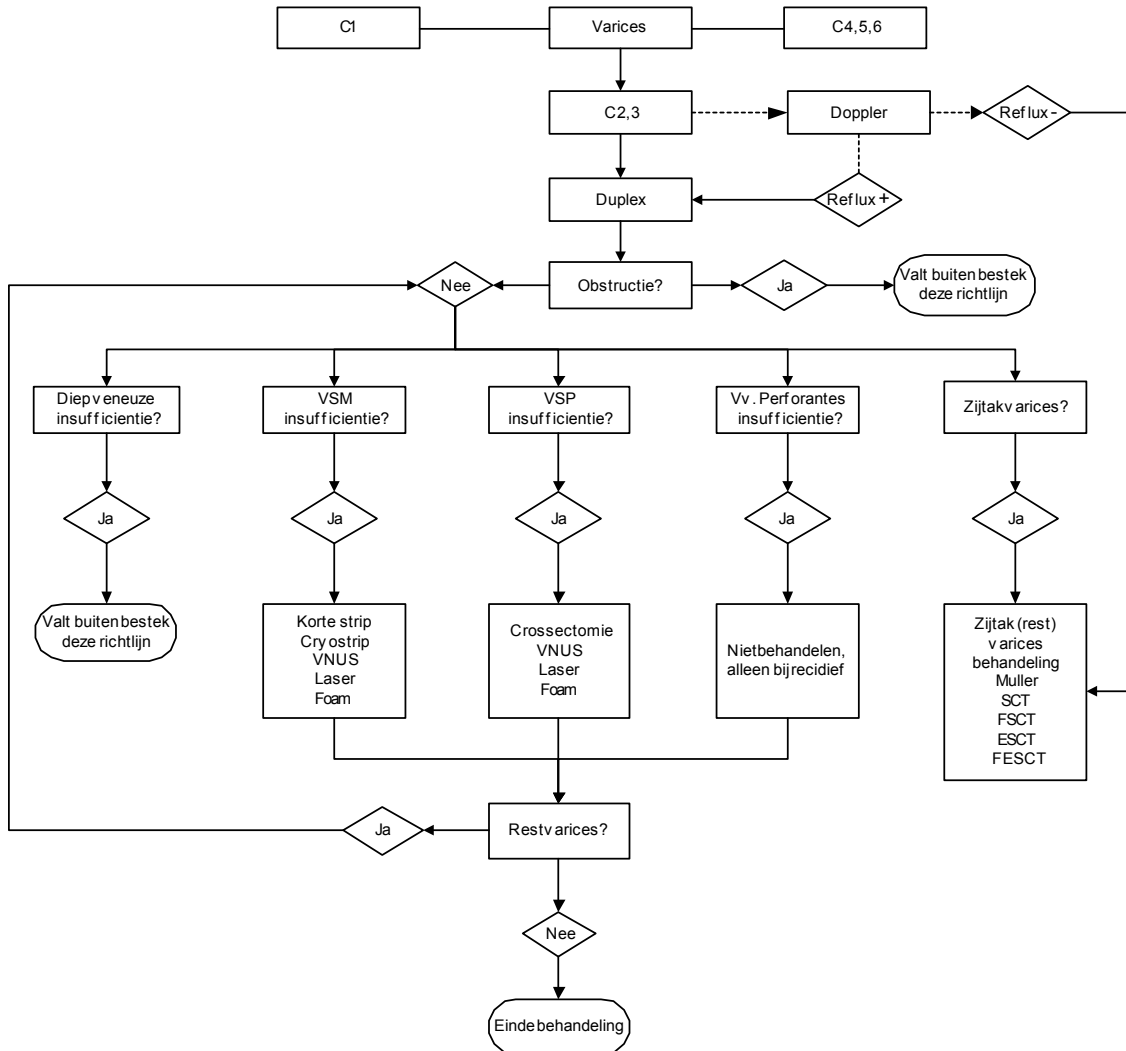 C1
Varices
C4,5,6
C2,3
Doppler
Reflux -
Duplex
Reflux +
Nee
Obstructie?
Ja
Valt buiten bestek
deze richtlijn
Diepveneuze
insufficientie?
VSM
insufficientie?
VSP
insufficientie?
Vv. Perforantes
insufficientie?
Zijtakvarices?
Ja
Ja
Ja
Ja
Ja
Valt buiten bestek
deze richtlijn
Korte strip
Cryostrip
VNUS
Laser
Foam
Crossectomie
VNUS
Laser
Foam
Niet behandelen,
alleen bij recidief
Zijtak (rest)
varices
behandeling
Muller
SCT
FSCT
ESCT
FESCT
Ja
Restvarices?
Nee
Einde behandeling